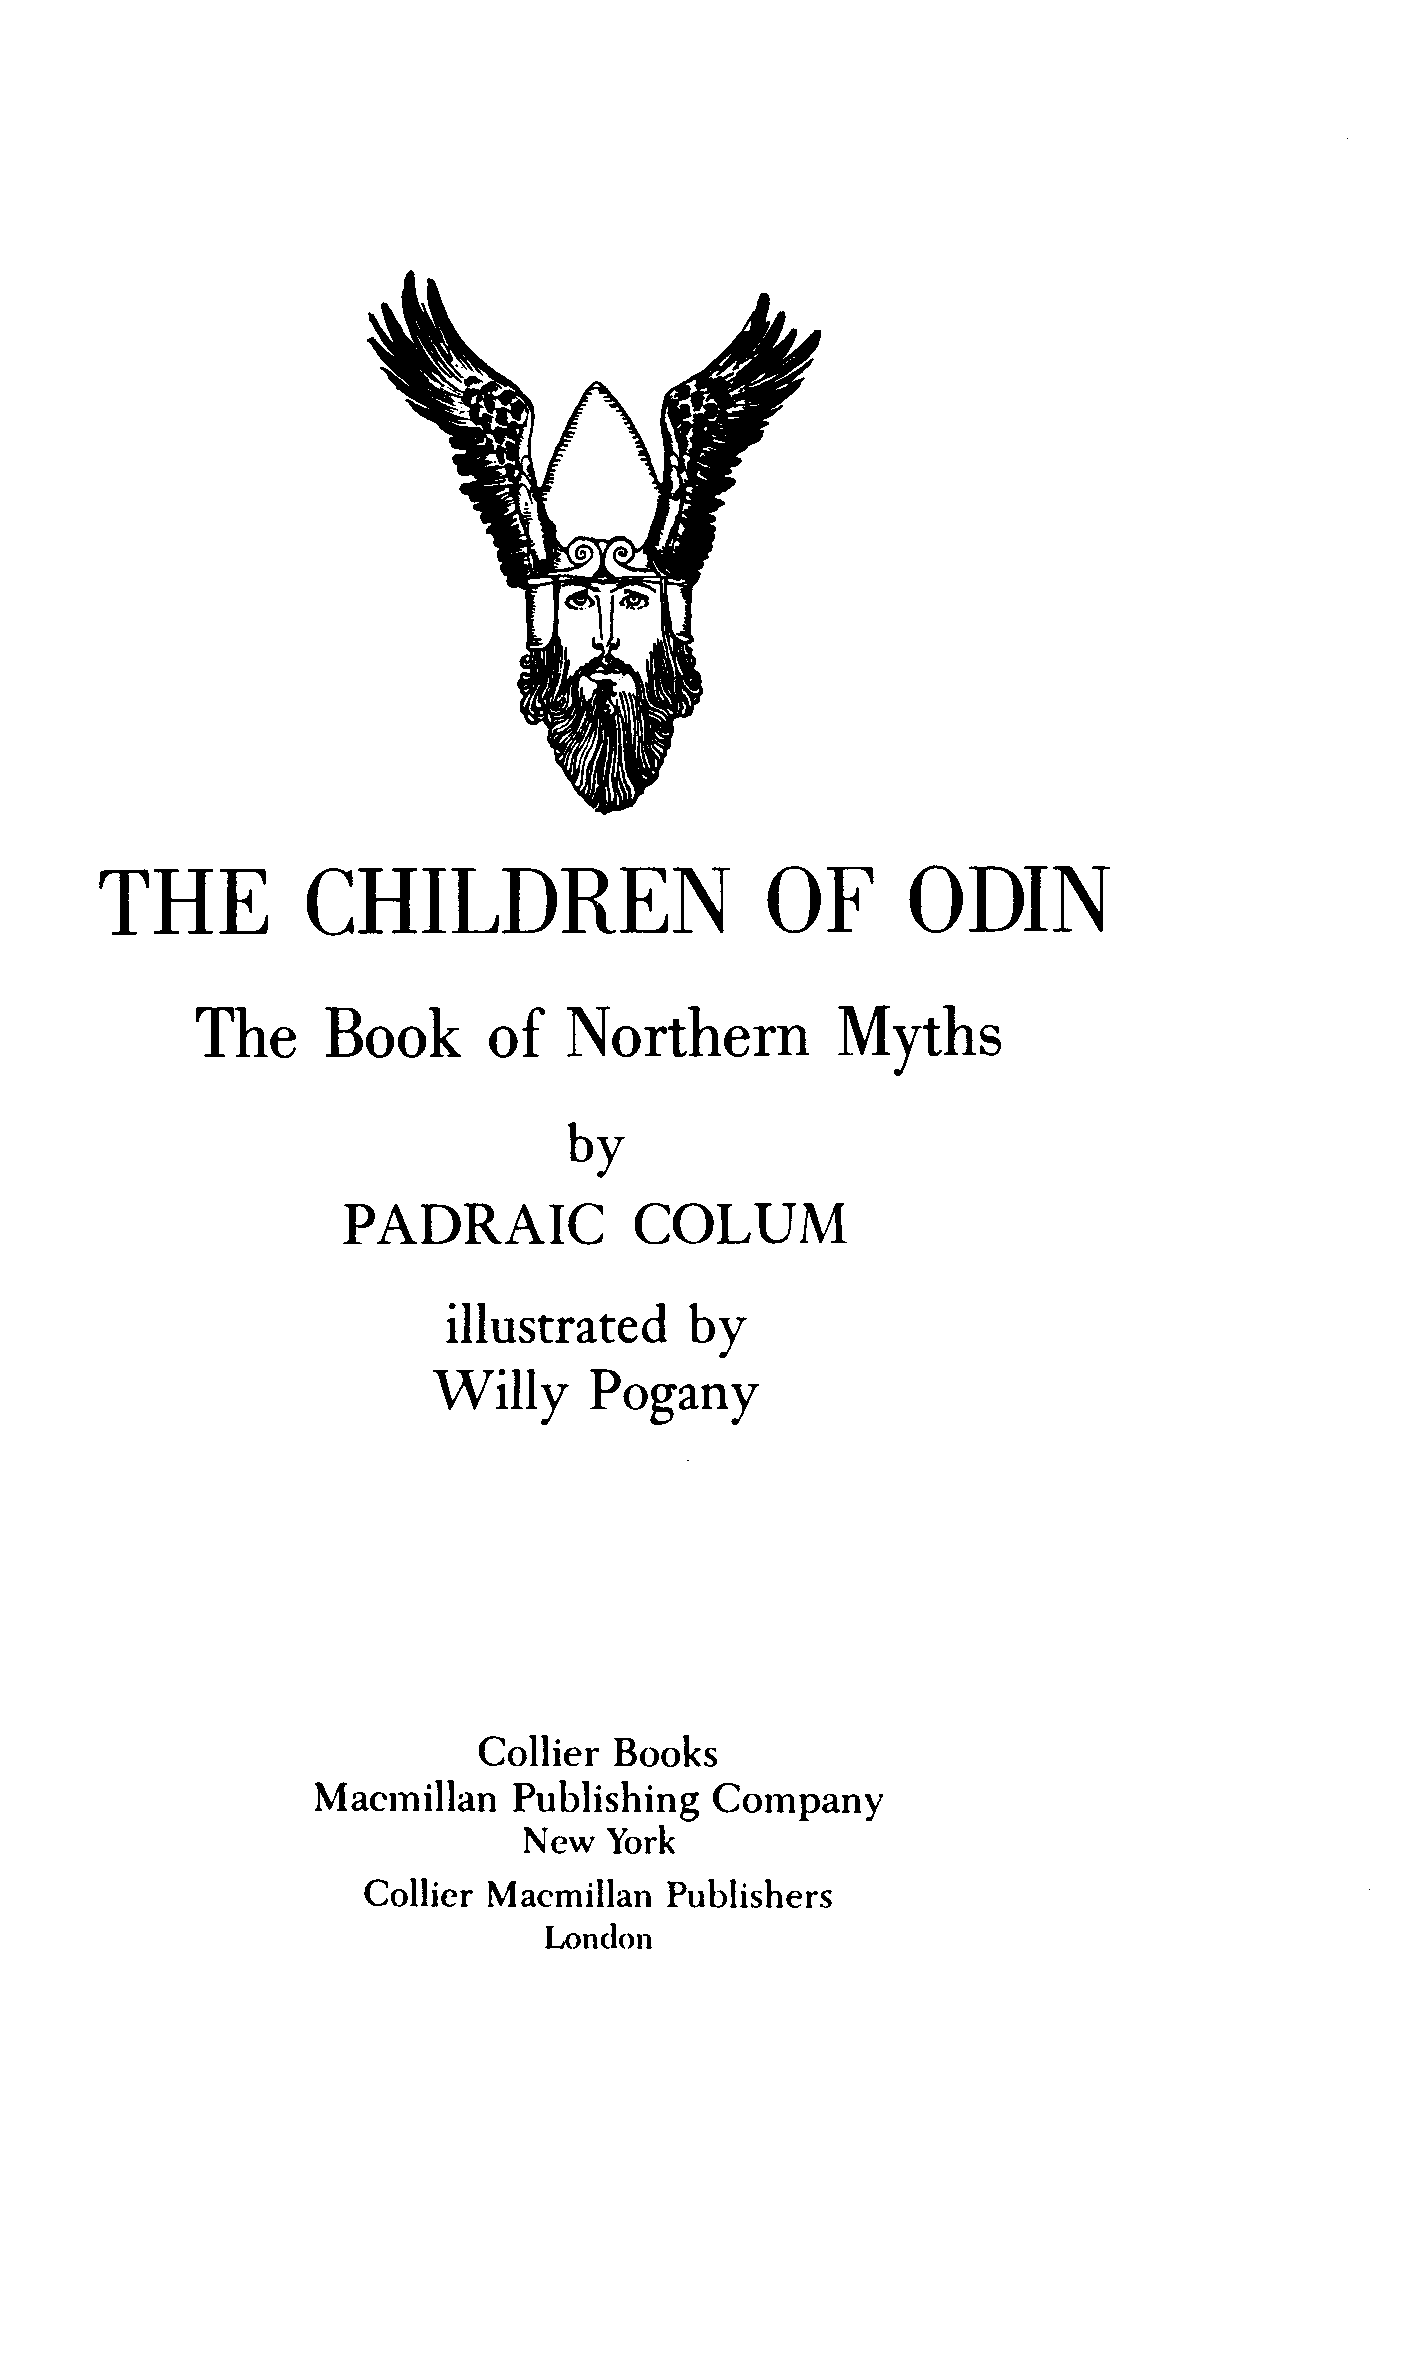 THE CHILDREN OF ODIN
The Book of Northern Myths
by
PADRAIC COLUM
illustrated by
Willy Pogany
Collier Books
Macmillan Publishing Company
New York
Collier Macmillan Publishers
London